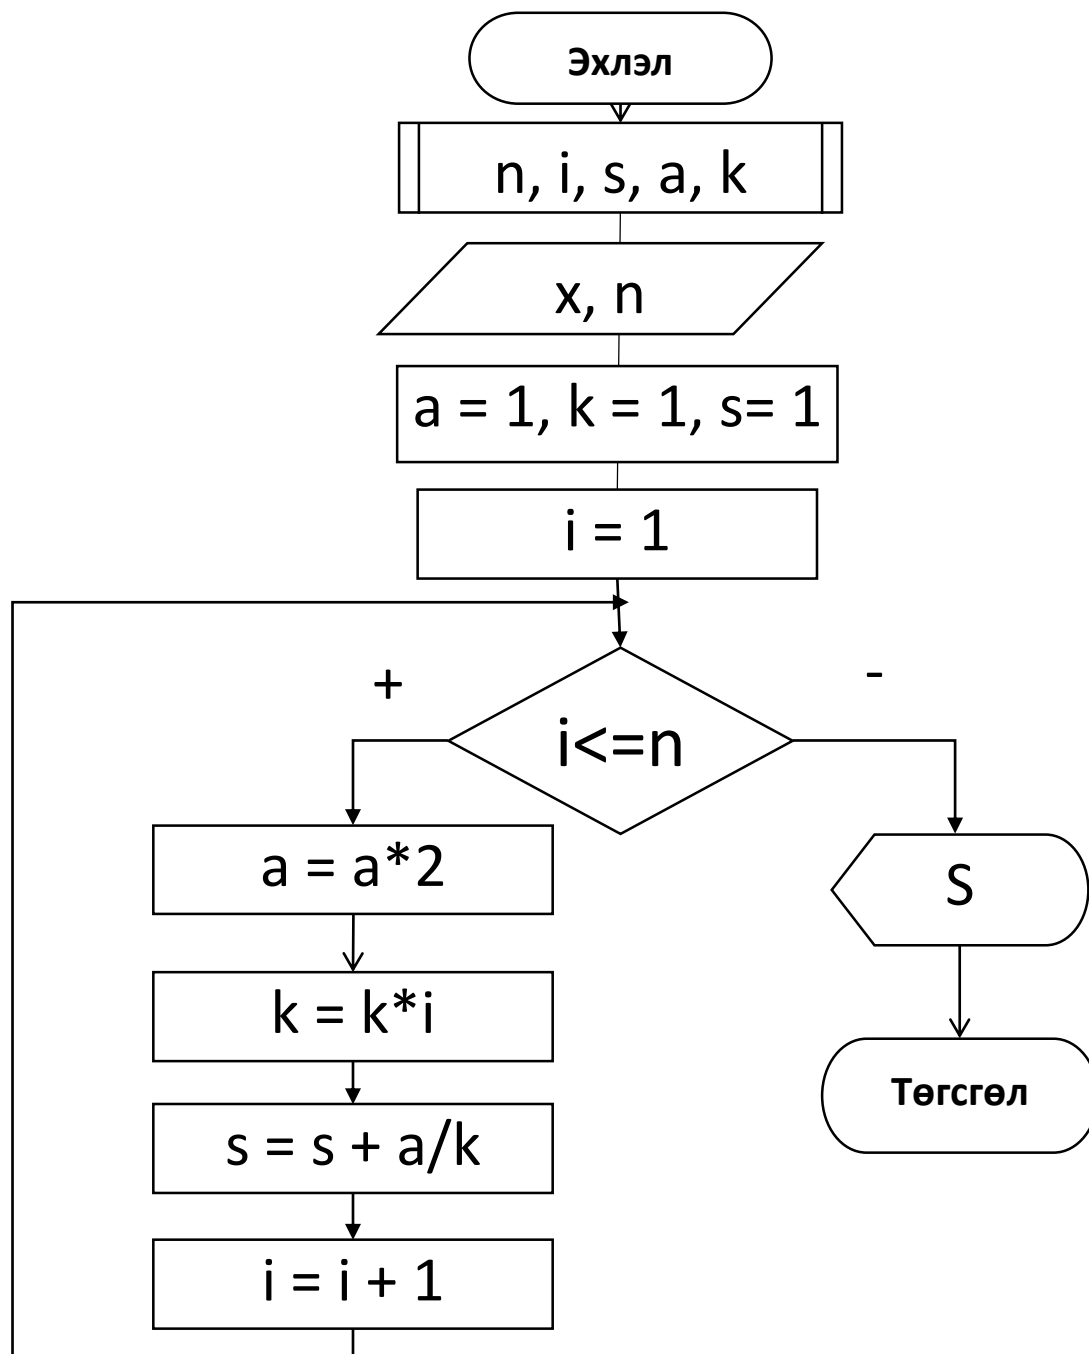 Эхлэл
n, i, s, a, k
x, n
a = 1, k = 1, s= 1
i = 1
+
-
i<=n
a = a*2
S
k = k*i
Төгсгөл
s = s + a/k
i = i + 1